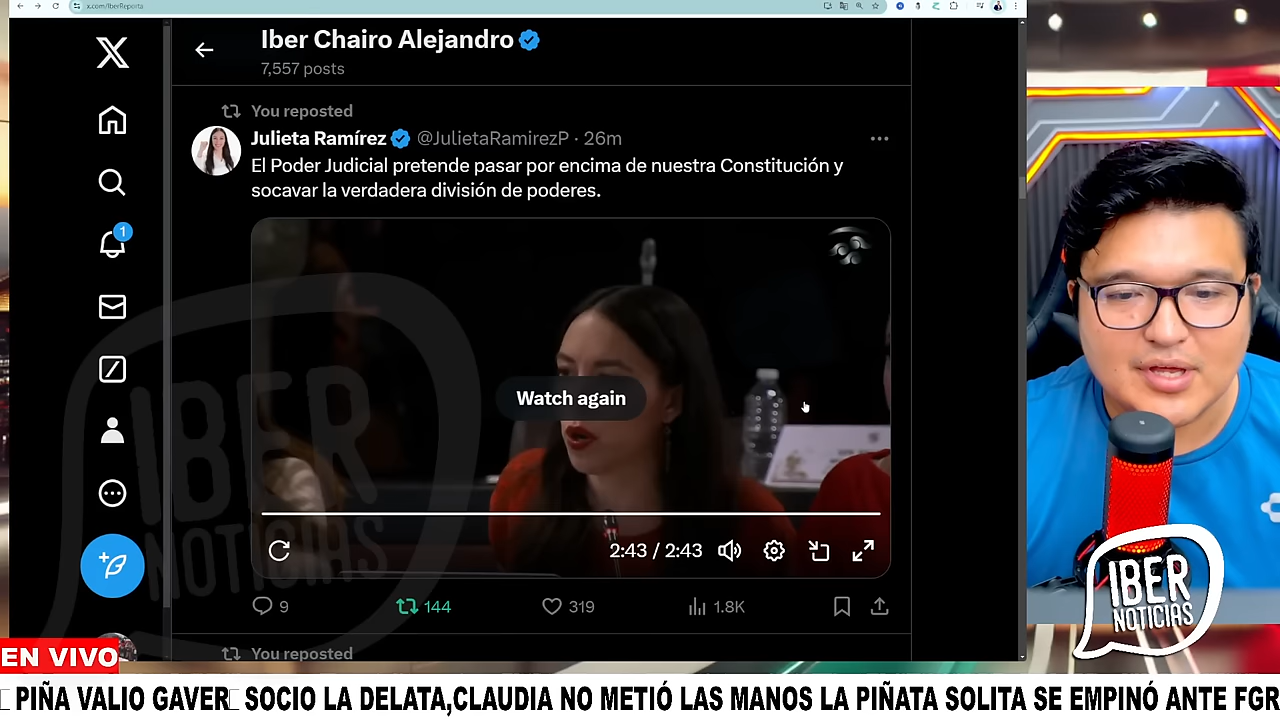 x.com/IberReporta
Iber Chairo Alejandro
7,557 posts
You reposted
Julieta Ramírez @JulietaRamirezP · 26m
El Poder Judicial pretende pasar por encima de nuestra Constitución y
socavar la verdadera división de poderes.
1
Watch again
2:43 / 2:43
9
144
319
1.8K
You reposted
IBER
NOTICIAS
IBER
NOTICIAS
EN VIVO
PIÑA VALIO GAVER SOCIO LA DELATA,CLAUDIA NO METIÓ LAS MANOS LA PIÑATA SOLITA SE EMPINÓ ANTE FGR